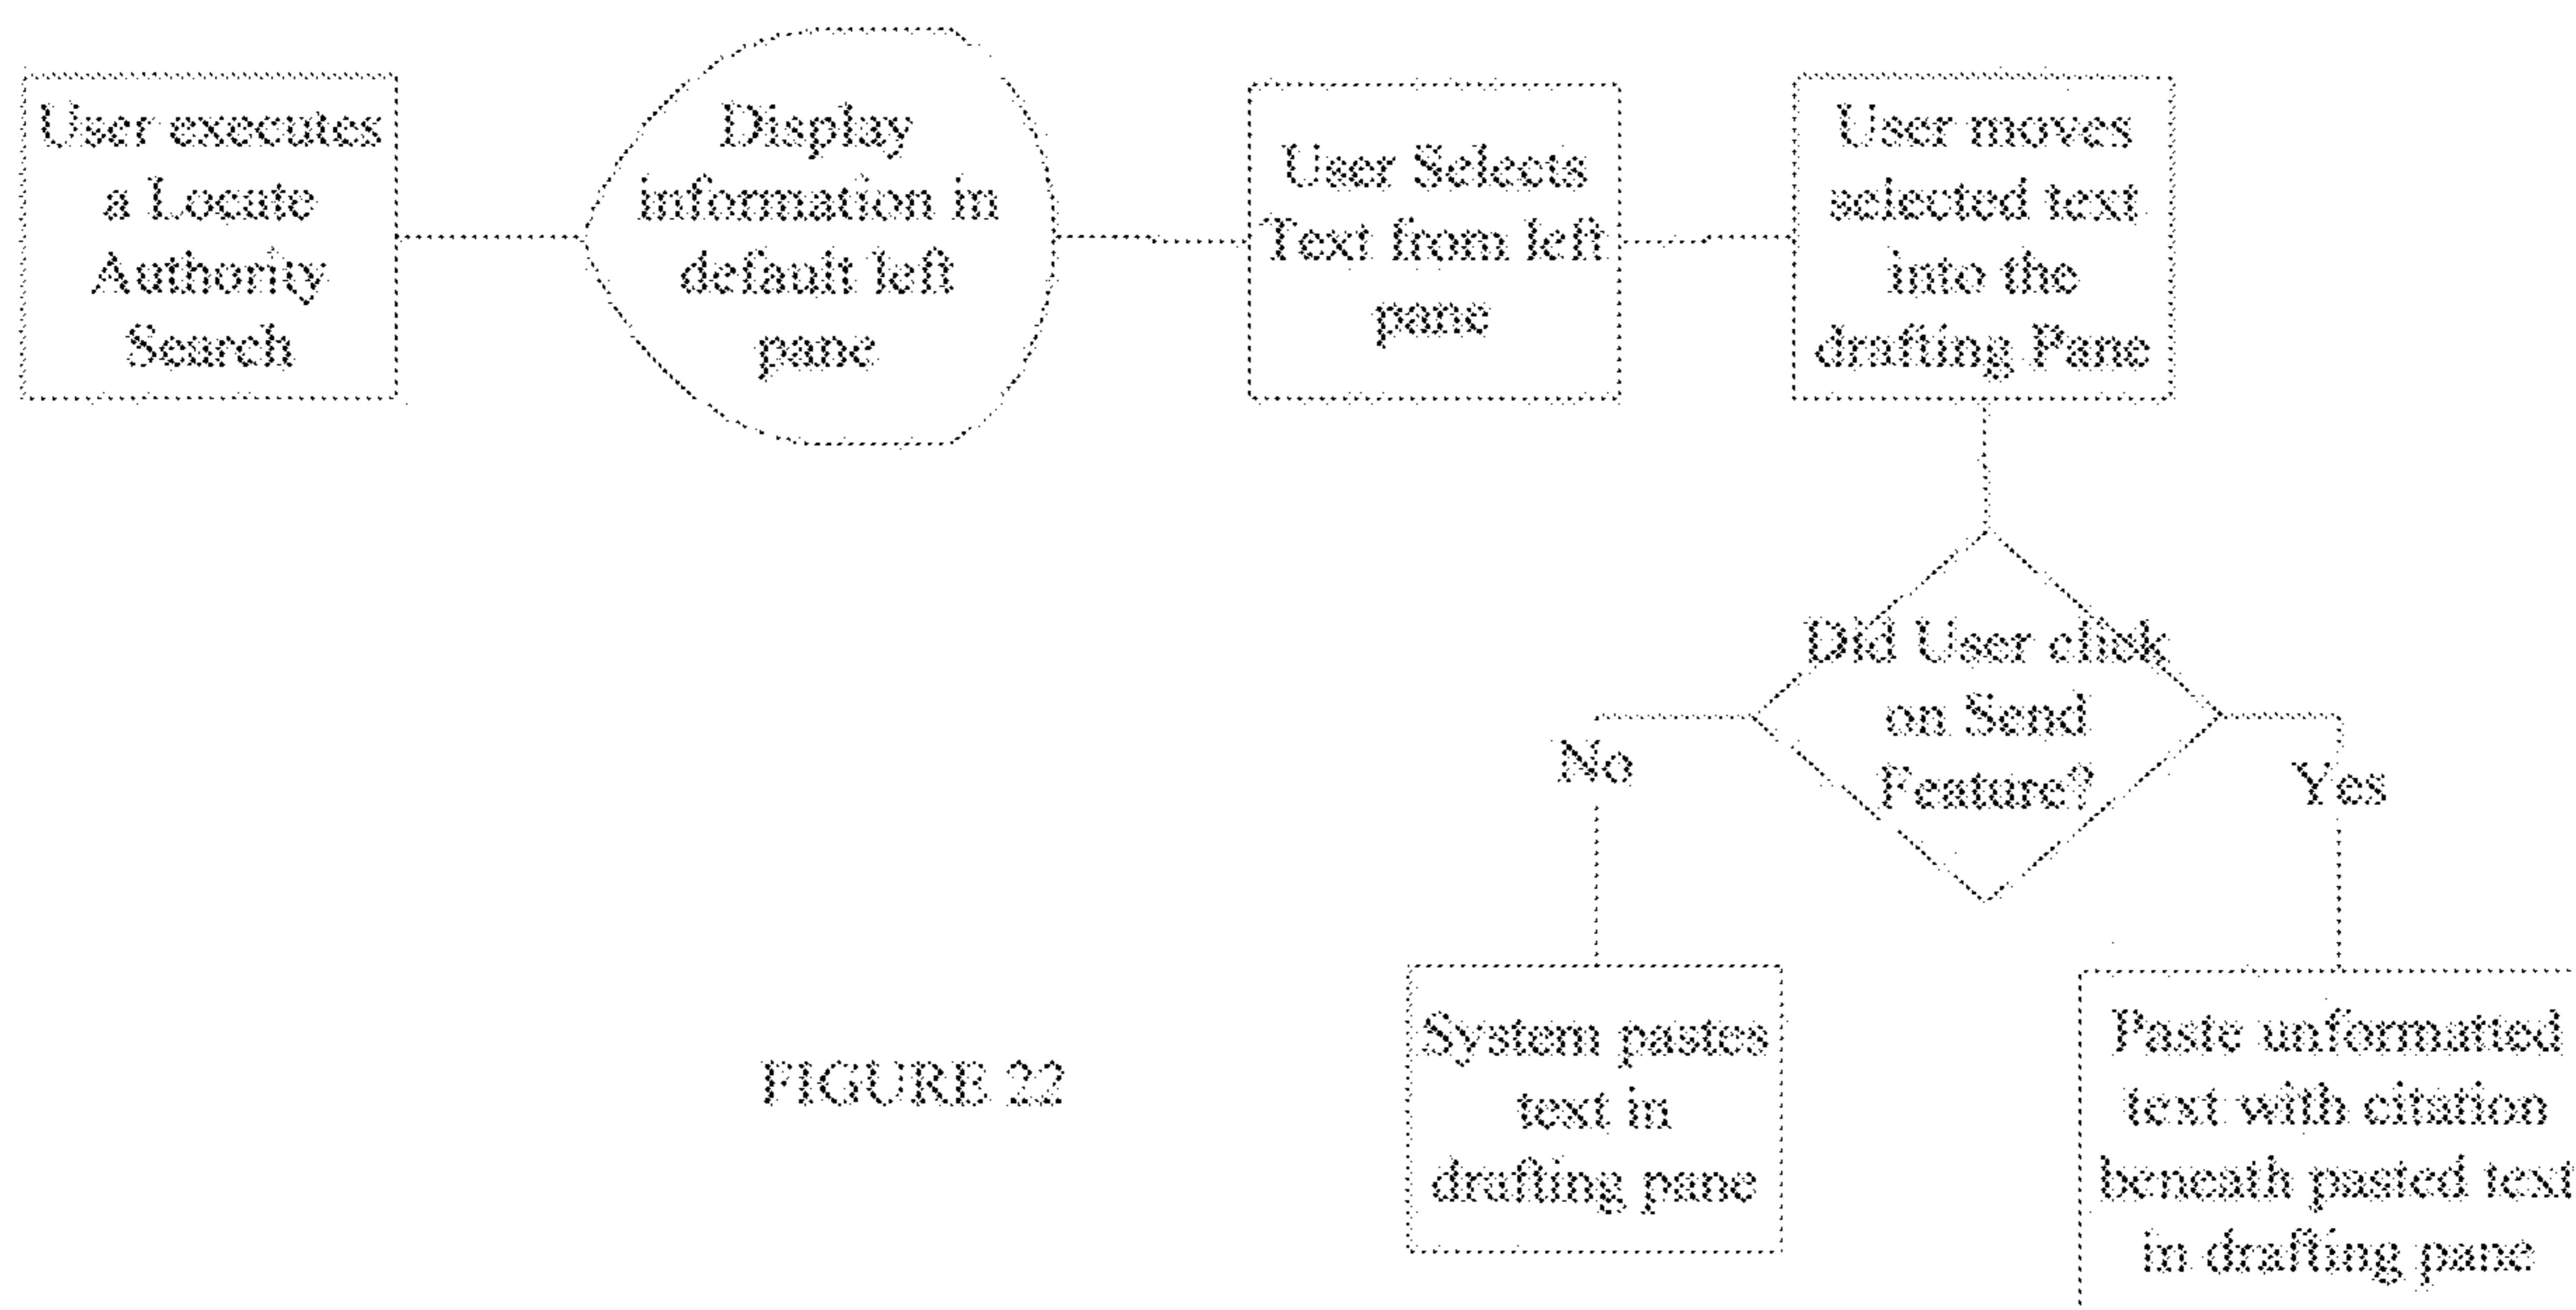 User executes
a Locate
Authority
Search
Display
information in
default left
pane
User Selects
Text from left
pane
User moves
selected text
into the
drafting Pane
Did User click
on Send
Feature?
No
Yes
System pastes
text in
drafting pane
Paste unformatted
text with citation
beneath pasted text
in drafting pane
FIGURE 22